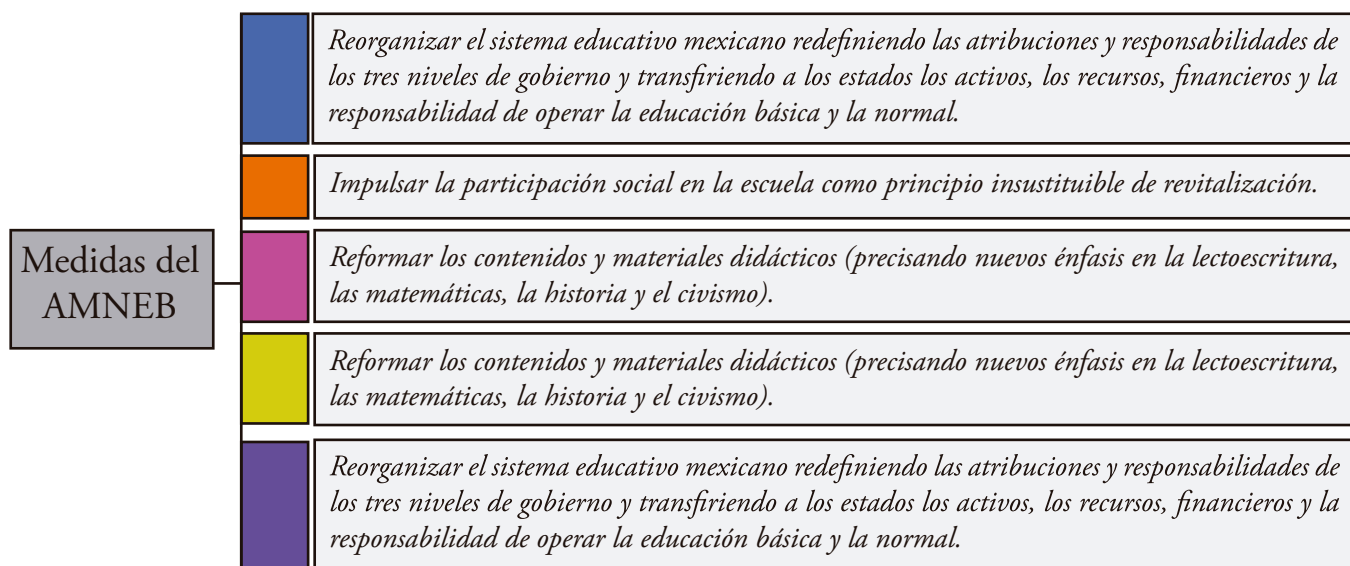 Medidas del
AMNEB
Reorganizar el sistema educativo mexicano redefiniendo las atribuciones y responsabilidades de
los tres niveles de gobierno y transfiriendo a los estados los activos, los recursos, financieros y la
responsabilidad de operar la educación básica y la normal.
Impulsar la participación social en la escuela como principio insustituible de revitalización.
Reformar los contenidos y materiales didácticos (precisando nuevos énfasis en la lectoescritura,
las matemáticas, la historia y el civismo).
Reformar los contenidos y materiales didácticos (precisando nuevos énfasis en la lectoescritura,
las matemáticas, la historia y el civismo).
Reorganizar el sistema educativo mexicano redefiniendo las atribuciones y responsabilidades de
los tres niveles de gobierno y transfiriendo a los estados los activos, los recursos, financieros y la
responsabilidad de operar la educación básica y la normal.